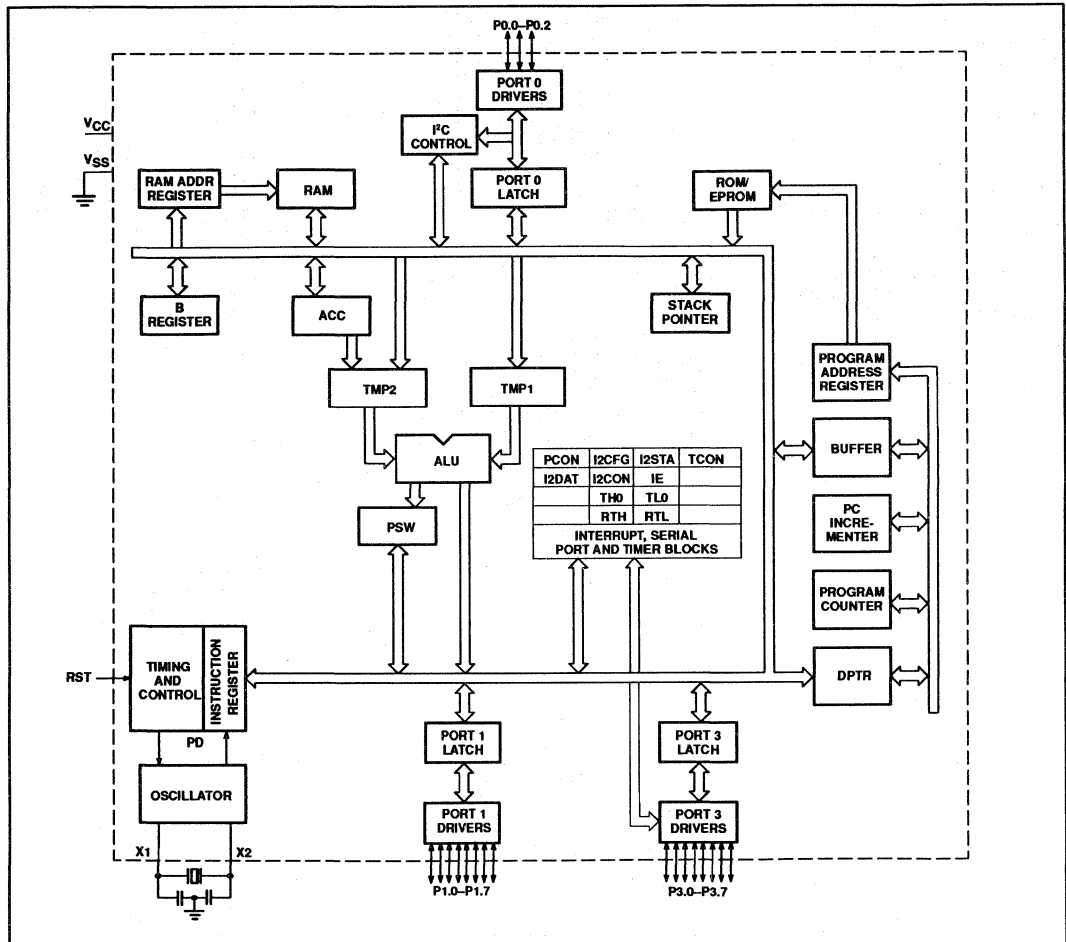 P0.0–P0.2
PORT 0
DRIVERS
VCC
I²C
CONTROL
VSS
RAM ADDR
REGISTER
RAM
PORT 0
LATCH
ROM/
EPROM
B
REGISTER
ACC
STACK
POINTER
PROGRAM
ADDRESS
REGISTER
TMP2
TMP1
ALU
BUFFER
PCON I2CFG I2STA TCON
I2DAT I2CON IE
TH0 TL0
RTH RTL
INTERRUPT, SERIAL
PORT AND TIMER BLOCKS
PSW
PC
INCRE-
MENTER
PROGRAM
COUNTER
RST
TIMING
AND
CONTROL
INSTRUCTION
REGISTER
DPTR
PD
PORT 1
LATCH
PORT 3
LATCH
OSCILLATOR
PORT 1
DRIVERS
PORT 3
DRIVERS
X1
X2
P1.0–P1.7
P3.0–P3.7